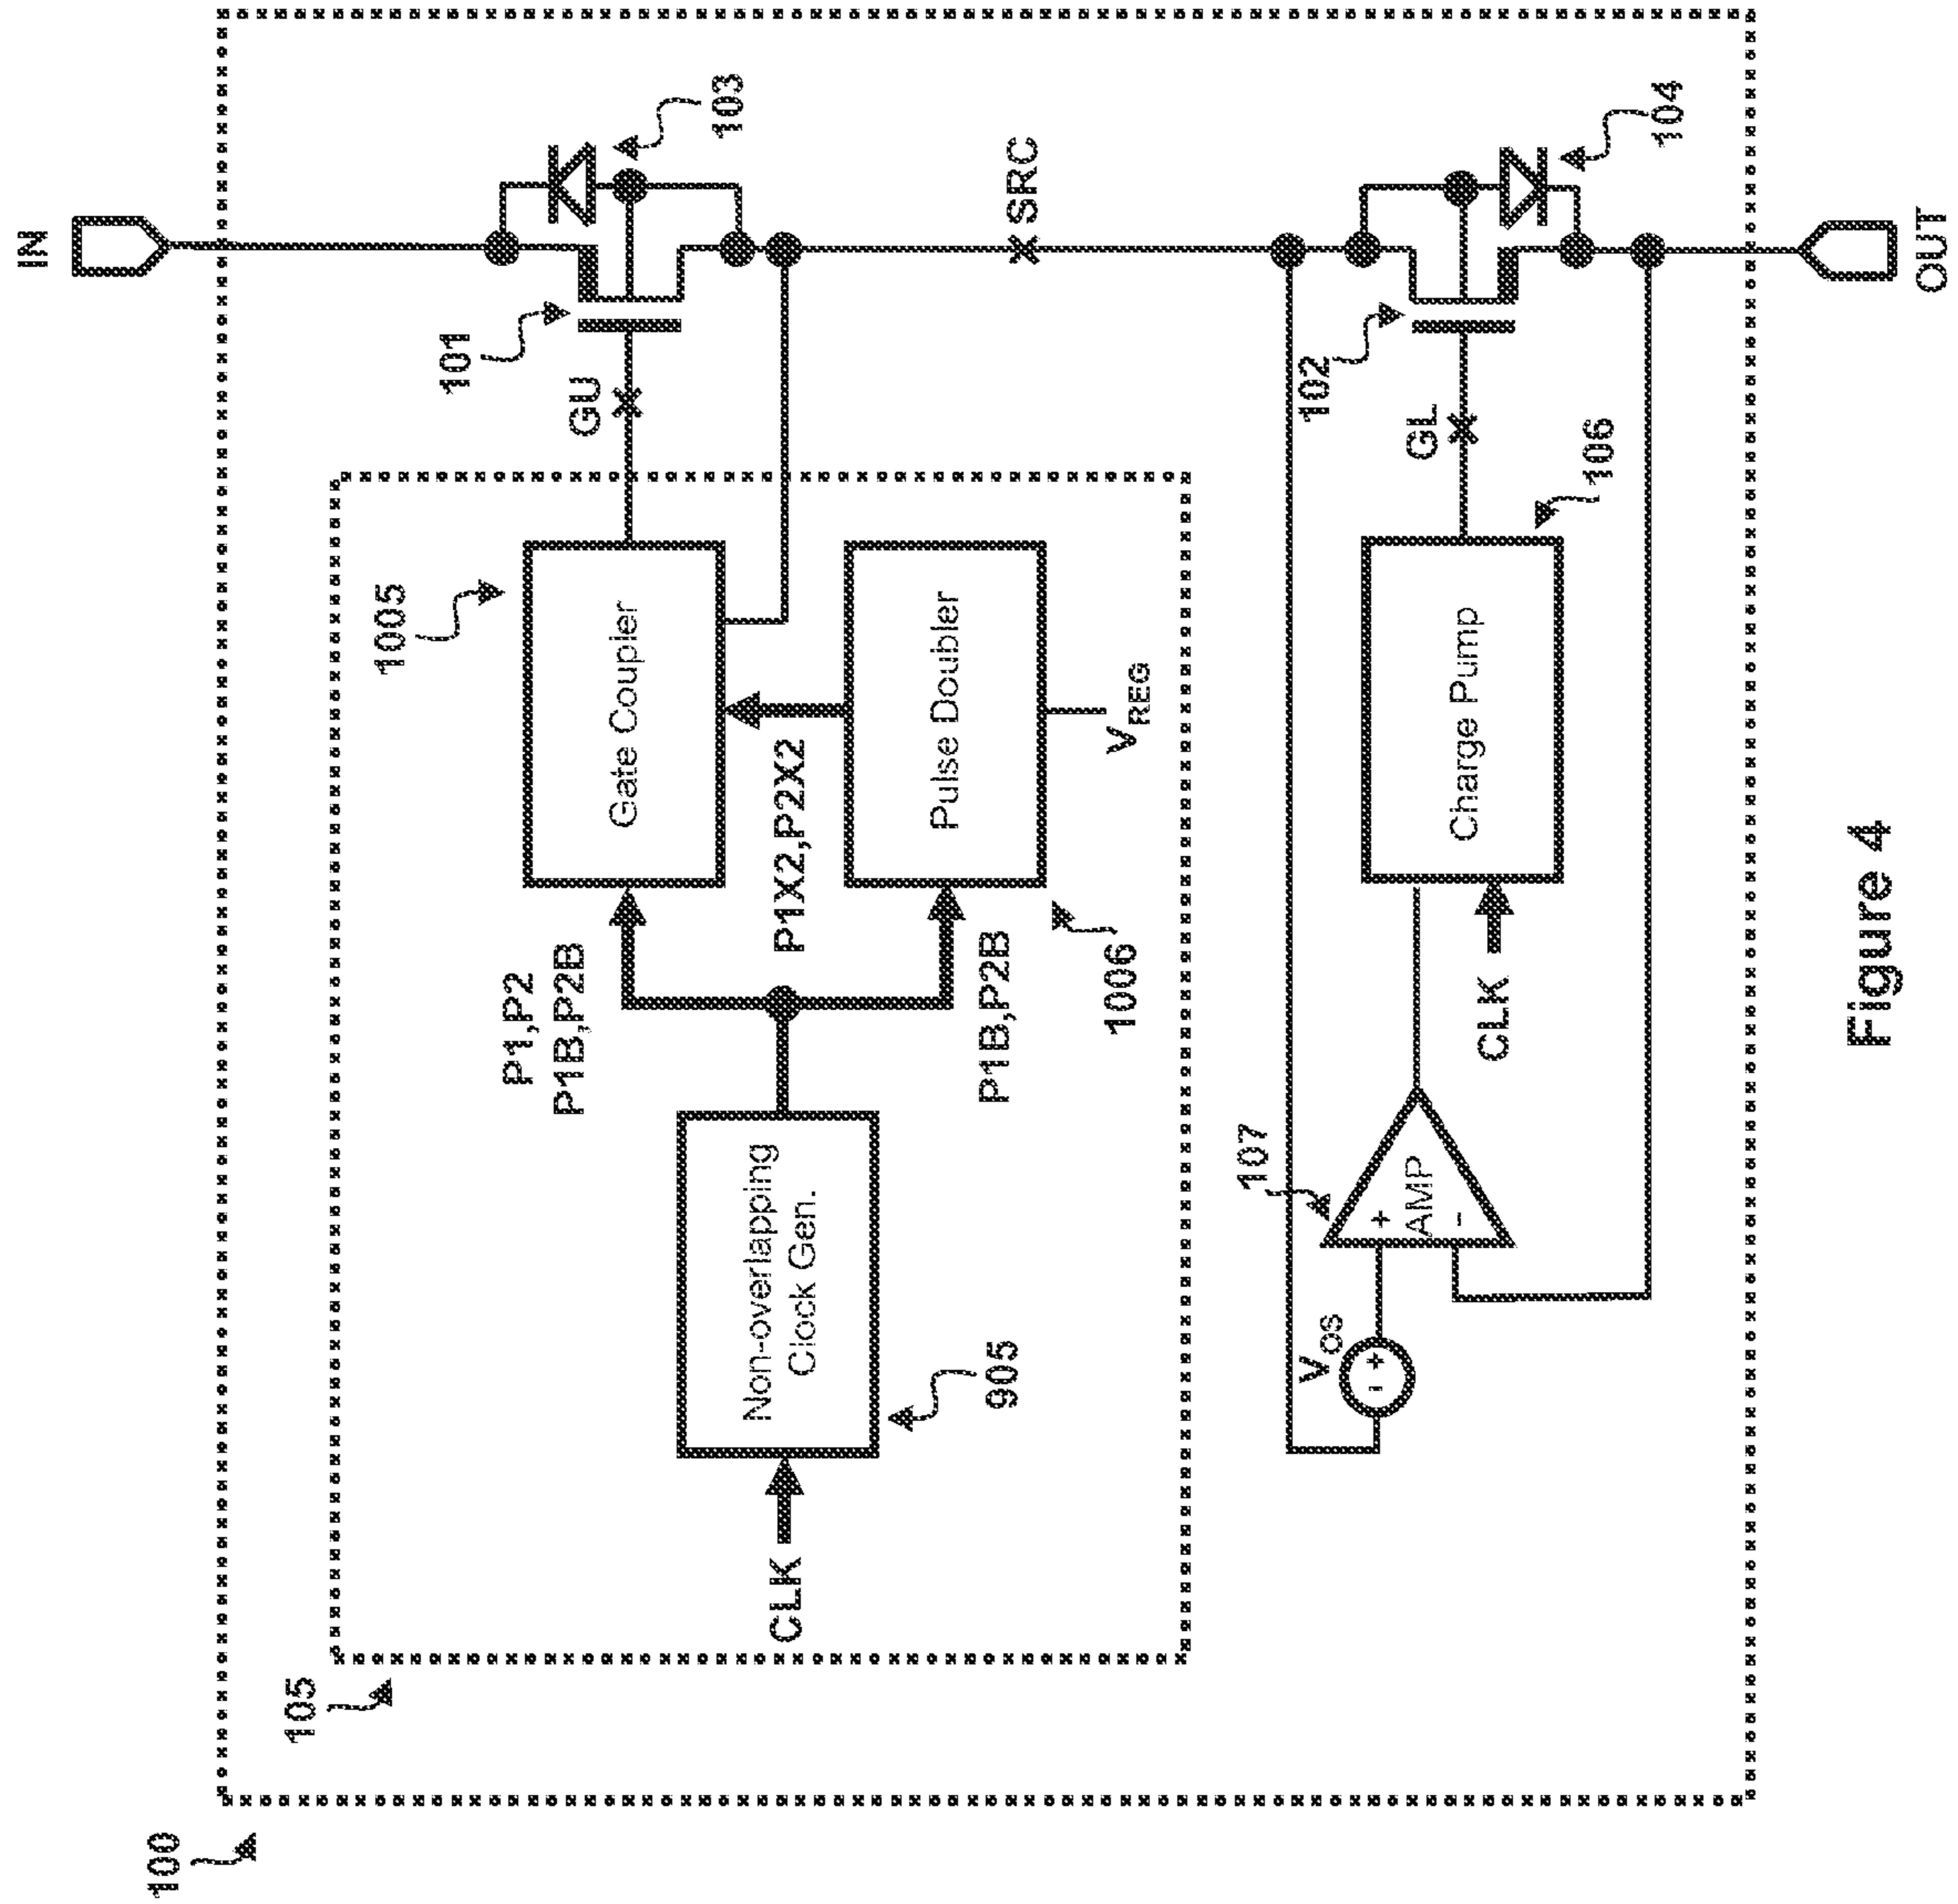 100
105
IN
101
103
GU
1005
Gate Coupler
P1,P2
P1B,P2B
P1X2,P2X2
Non-overlapping
Clock Gen.
CLK
905
Pulse Doubler
P1B,P2B
1006
VREG
SRC
107
VOS
- +
+
AMP
-
CLK
Charge Pump
106
GL
102
104
OUT
Figure 4